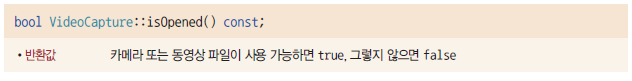 bool VideoCapture::isOpened() const;
• 반환값 카메라 또는 동영상 파일이 사용 가능하면 true, 그렇지 않으면 false